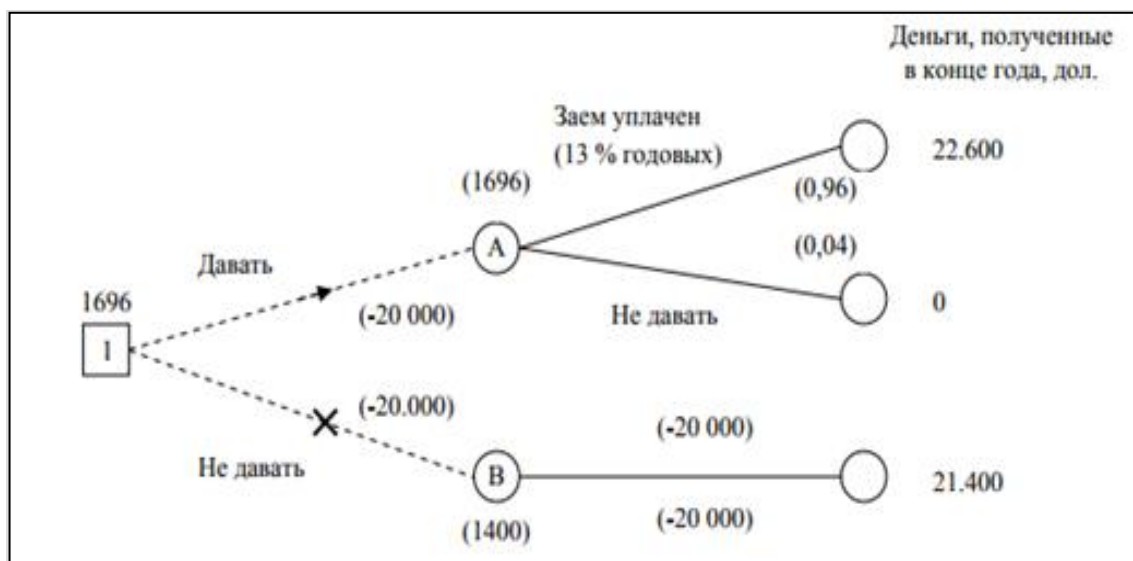 Деньги, полученные
в конце года, дол.
Заем уплачен
(13 % годовых)
22.600
(1696)
(0,96)
A
(0,04)
Давать
1696
(-20 000)
Не давать
0
1
(-20.000)
(-20 000)
Не давать
B
21.400
(1400)
(-20 000)